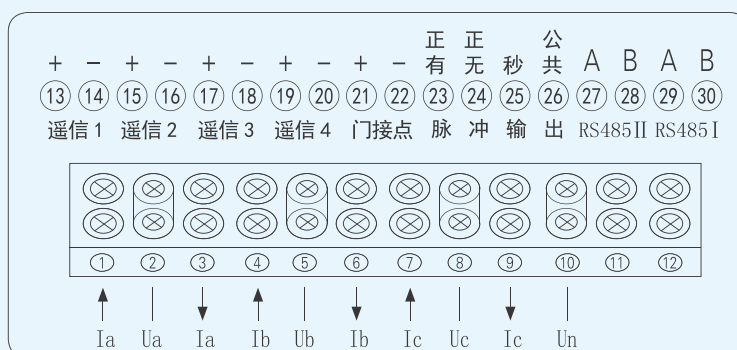 正 正 公
+ − + − + − + − + − 有 无 秒 共 A B A B
⑬ ⑭ ⑮ ⑯ ⑰ ⑱ ⑲ ⑳ ㉑ ㉒ ㉓ ㉔ ㉕ ㉖ ㉗ ㉘ ㉙ ㉚
遥信1 遥信2 遥信3 遥信4 门接点 脉 冲 输 出 RS485Ⅱ RS485Ⅰ
① ② ③ ④ ⑤ ⑥ ⑦ ⑧ ⑨ ⑩ ⑪ ⑫
Ia Ua Ia Ib Ub Ib Ic Uc Ic Un